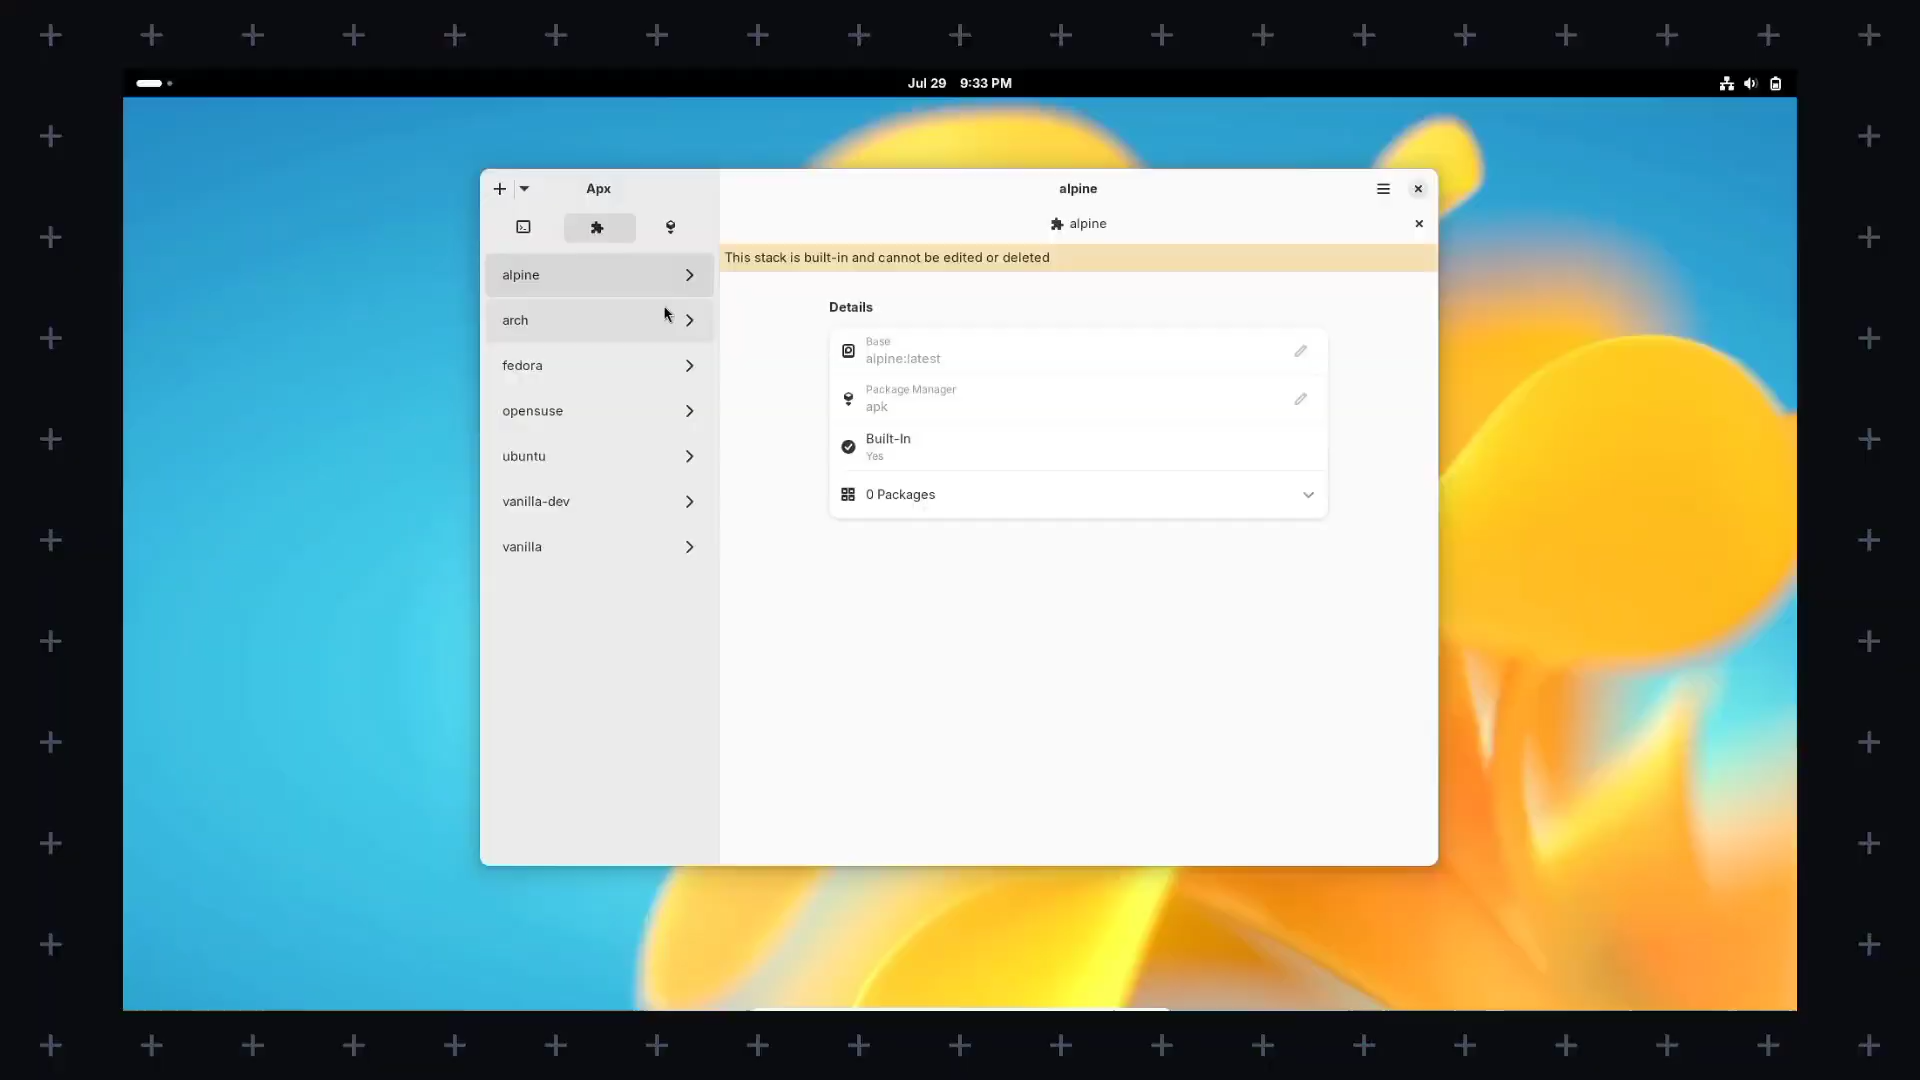 Jul 29 9:33 PM
Apx
alpine
alpine
This stack is built-in and cannot be edited or deleted
alpine
arch
fedora
opensuse
ubuntu
vanilla-dev
vanilla
Details
Base
alpine:latest
Package Manager
apk
Built-In
Yes
0 Packages